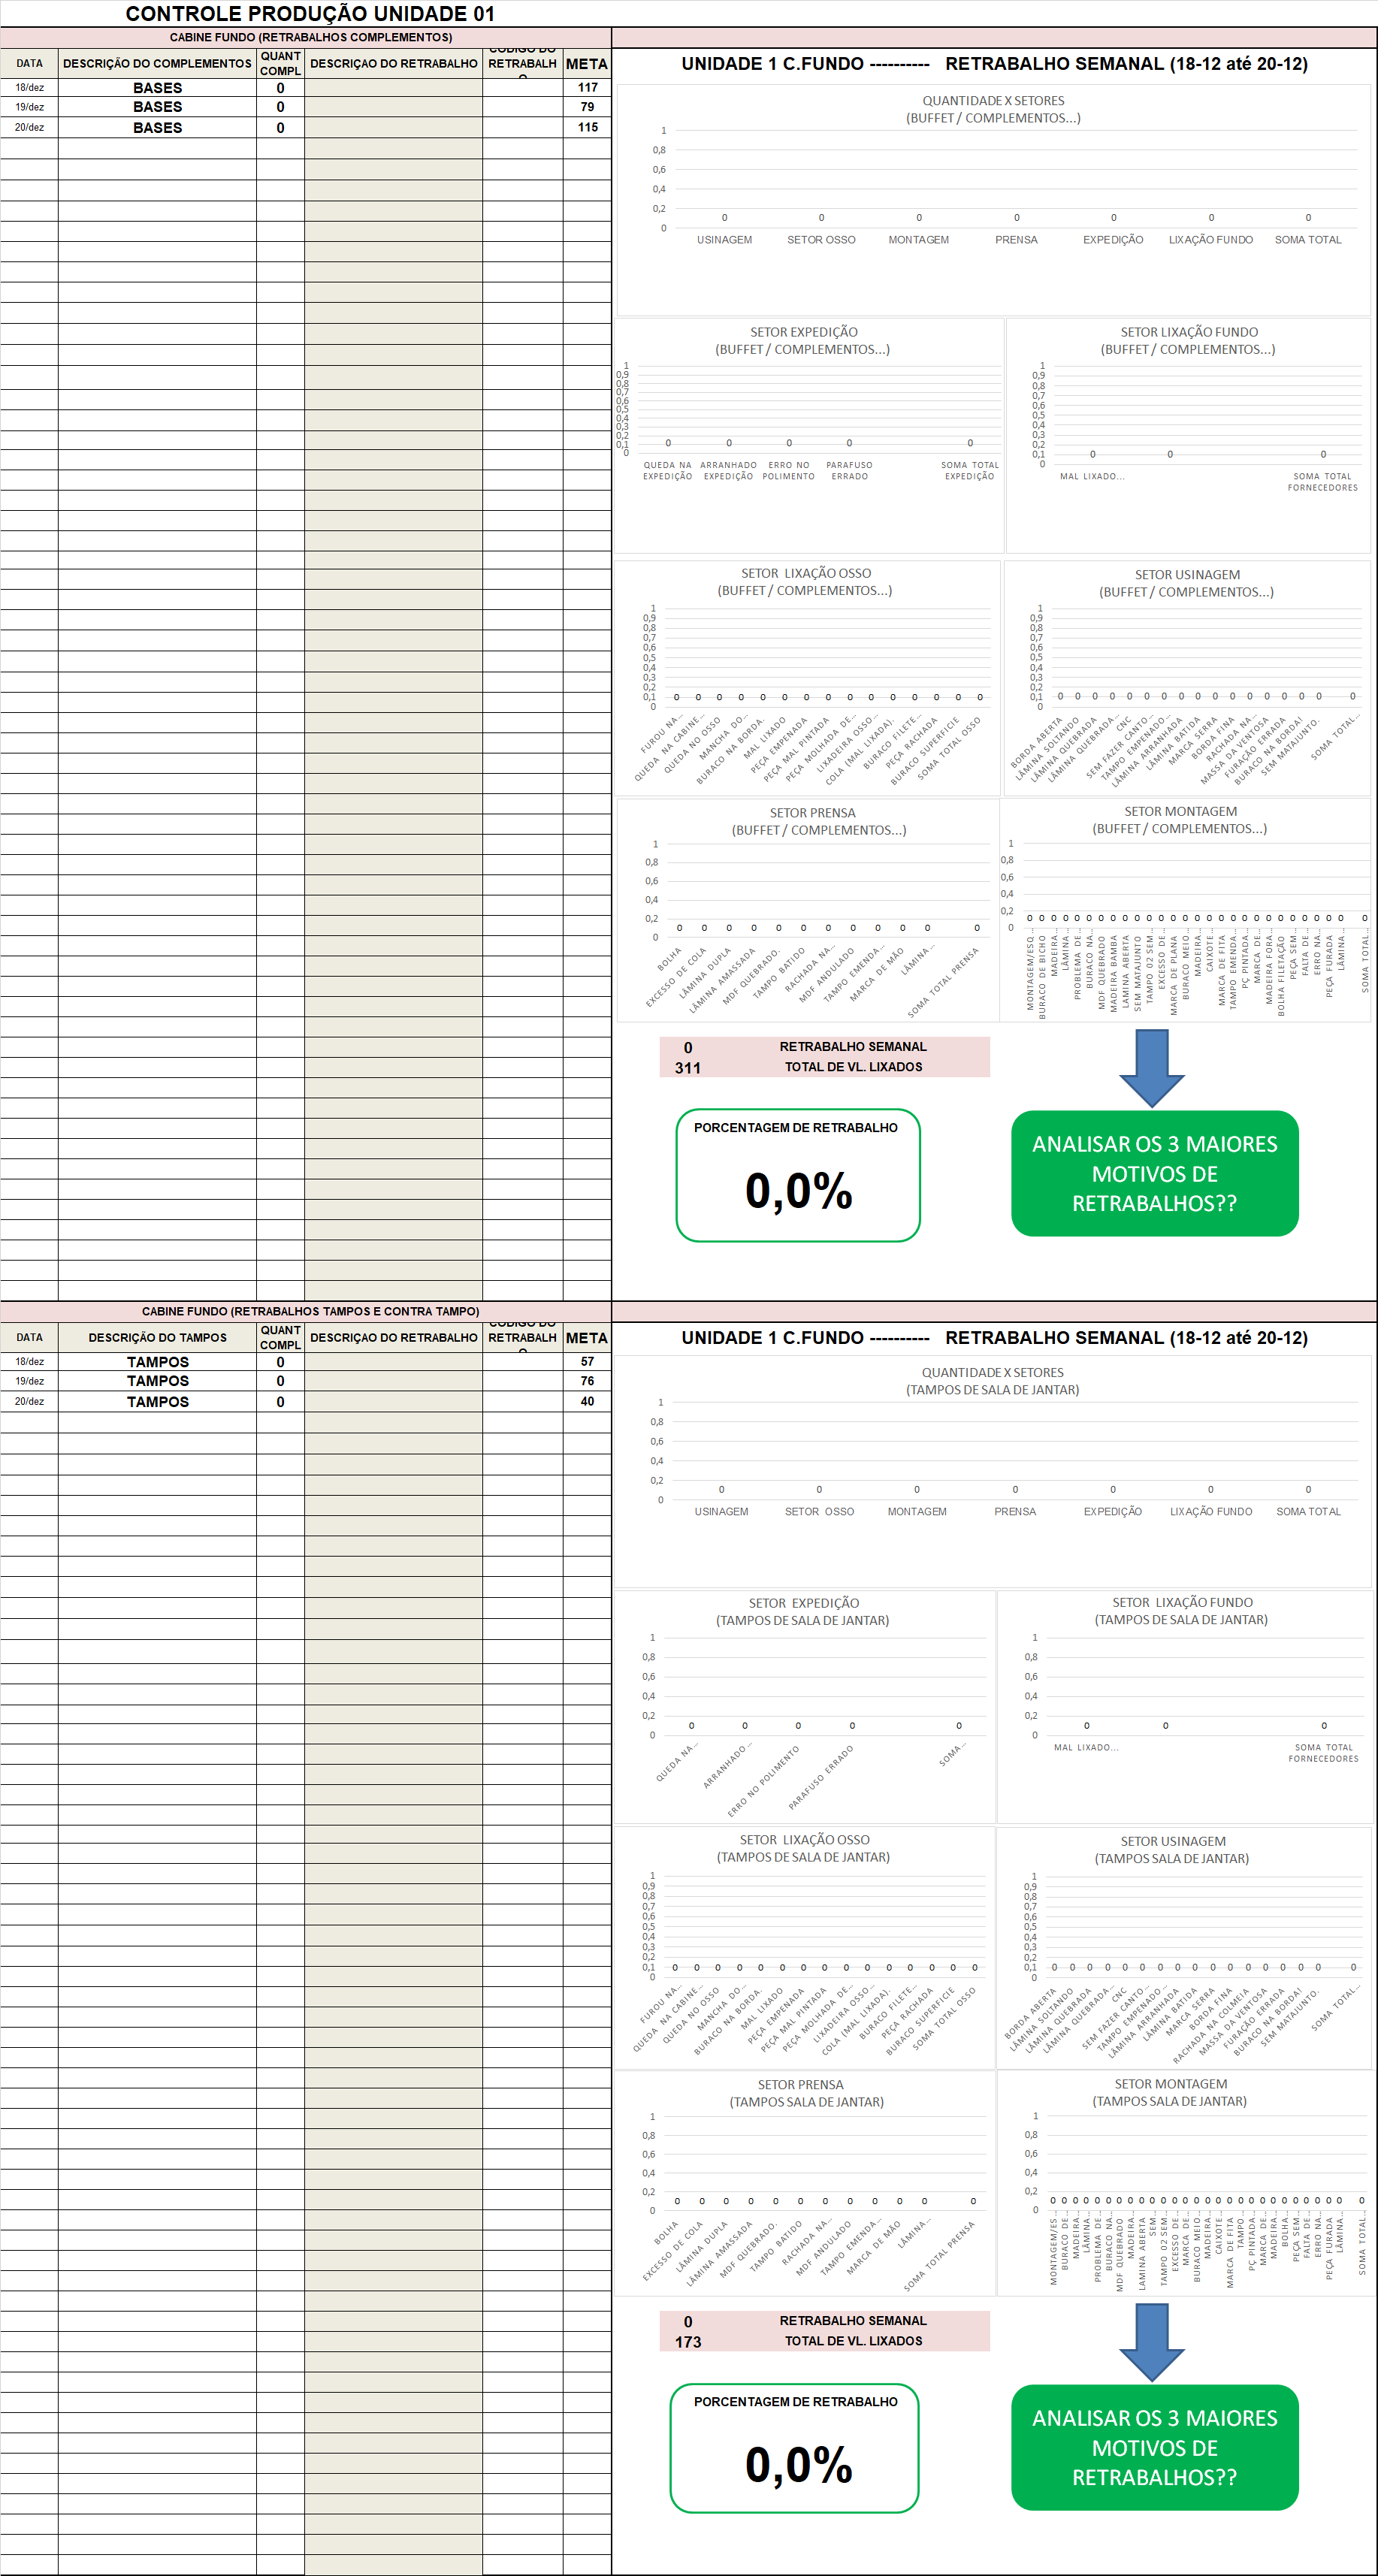 CONTROLE PRODUÇÃO UNIDADE 01
CABINE FUNDO (RETRABALHOS COMPLEMENTOS)
DATA DESCRIÇÃO DO COMPLEMENTOS QUANT COMPL DESCRIÇAO DO RETRABALHO CODIGO DO RETRABALHO META
18/dez BASES 0 117
19/dez BASES 0 79
20/dez BASES 0 115
UNIDADE 1 C.FUNDO ---------- RETRABALHO SEMANAL (18-12 até 20-12)
QUANTIDADE X SETORES
(BUFFET / COMPLEMENTOS...)
1
0,8
0,6
0,4
0,2
0
0 0 0 0 0 0 0
USINAGEM SETOR OSSO MONTAGEM PRENSA EXPEDIÇÃO LIXAÇÃO FUNDO SOMA TOTAL
SETOR EXPEDIÇÃO
(BUFFET / COMPLEMENTOS...)
1
0,9
0,8
0,7
0,6
0,5
0,4
0,3
0,2
0,1
0
0 0 0 0 0
QUEDA NA EXPEDIÇÃO ARRANHADO EXPEDIÇÃO ERRO NO POLIMENTO PARAFUSO ERRADO SOMA TOTAL EXPEDIÇÃO
SETOR LIXAÇÃO FUNDO
(BUFFET / COMPLEMENTOS...)
1
0,9
0,8
0,7
0,6
0,5
0,4
0,3
0,2
0,1
0
0 0 0
MAL LIXADO... SOMA TOTAL FORNECEDORES
SETOR LIXAÇÃO OSSO
(BUFFET / COMPLEMENTOS...)
1
0,9
0,8
0,7
0,6
0,5
0,4
0,3
0,2
0,1
0
0 0 0 0 0 0 0 0 0 0 0 0 0 0 0
FUROU NA...
QUEDA NA CABINE...
QUEDA NO OSSO
MANCHA DO...
BURACO NA BORDA.
MAL LIXADO
PEÇA EMPENADA
PEÇA MAL PINTADA
PEÇA MOLHADA DE...
LIXADEIRA OSSO...
COLA (MAL LIXADA).
BURACO FILETE...
PEÇA RACHADA
BURACO SUPERFICIE
SOMA TOTAL OSSO
SETOR USINAGEM
(BUFFET / COMPLEMENTOS...)
1
0,9
0,8
0,7
0,6
0,5
0,4
0,3
0,2
0,1
0
0 0 0 0 0 0 0 0 0 0 0 0 0 0 0 0 0
BORDA ABERTA
LÂMINA SOLTANDO
LÂMINA QUEBRADA
LÂMINA QUEBRADA...
CNC
SEM FAZER CANTO...
TAMPO EMPENADO...
LÂMINA ARRANHADA
LÂMINA BATIDA
MARCA SERRA
BORDA FINA
RACHADA NA...
MASSA DA VENTOSA
FURAÇÃO ERRADA
BURACO NA BORDA!
SEM MATAJUNTO.
SOMA TOTAL...
SETOR PRENSA
(BUFFET / COMPLEMENTOS...)
1
0,8
0,6
0,4
0,2
0
0 0 0 0 0 0 0 0 0 0 0 0
BOLHA
EXCESSO DE COLA
LÂMINA DUPLA
LÂMINA AMASSADA
MDF QUEBRADO.
TAMPO BATIDO
RACHADA NA...
MDF ANDULADO
TAMPO EMENDA...
MARCA DE MÃO
LÂMINA...
SOMA TOTAL PRENSA
SETOR MONTAGEM
(BUFFET / COMPLEMENTOS...)
1
0,8
0,6
0,4
0,2
0
0 0 0 0 0 0 0 0 0 0 0 0 0 0 0 0 0 0 0 0 0 0 0 0 0 0 0 0
MONTAGEM/ESQ...
BURACO DE BICHO
MADEIRA...
LÂMINA...
PROBLEMA DE...
BURACO NA...
MDF QUEBRADO
MADEIRA BAMBA
LAMINA ABERTA
SEM MATAJUNTO
TAMPO 02 SEM...
EXCESSO DE...
MARCA DE PLANA
BURACO MEIO...
MADEIRA...
CAIXOTE...
MARCA DE FITA
TAMPO EMENDA...
PÇ PINTADA...
MARCA DE...
MADEIRA FORA...
BOLHA FILETAÇÃO
PEÇA SEM...
FALTA DE...
ERRO NA...
PEÇA FURADA
LÂMINA...
SOMA TOTAL...
0 RETRABALHO SEMANAL
311 TOTAL DE VL. LIXADOS
PORCENTAGEM DE RETRABALHO
0,0%
ANALISAR OS 3 MAIORES
MOTIVOS DE
RETRABALHOS??
CABINE FUNDO (RETRABALHOS TAMPOS E CONTRA TAMPO)
DATA DESCRIÇÃO DO TAMPOS QUANT COMPL DESCRIÇAO DO RETRABALHO CODIGO DO RETRABALHO META
18/dez TAMPOS 0 57
19/dez TAMPOS 0 76
20/dez TAMPOS 0 40
UNIDADE 1 C.FUNDO ---------- RETRABALHO SEMANAL (18-12 até 20-12)
QUANTIDADE X SETORES
(TAMPOS DE SALA DE JANTAR)
1
0,8
0,6
0,4
0,2
0
0 0 0 0 0 0 0
USINAGEM SETOR OSSO MONTAGEM PRENSA EXPEDIÇÃO LIXAÇÃO FUNDO SOMA TOTAL
SETOR EXPEDIÇÃO
(TAMPOS DE SALA DE JANTAR)
1
0,8
0,6
0,4
0,2
0
0 0 0 0 0
QUEDA NA...
ARRANHADO...
ERRO NO POLIMENTO
PARAFUSO ERRADO
SOMA...
SETOR LIXAÇÃO FUNDO
(TAMPOS DE SALA DE JANTAR)
1
0,8
0,6
0,4
0,2
0
0 0 0
MAL LIXADO... SOMA TOTAL FORNECEDORES
SETOR LIXAÇÃO OSSO
(TAMPOS DE SALA DE JANTAR)
1
0,9
0,8
0,7
0,6
0,5
0,4
0,3
0,2
0,1
0
0 0 0 0 0 0 0 0 0 0 0 0 0 0 0
FUROU NA...
QUEDA NA CABINE...
QUEDA NO OSSO
MANCHA DO...
BURACO NA BORDA.
MAL LIXADO
PEÇA EMPENADA
PEÇA MAL PINTADA
PEÇA MOLHADA DE...
LIXADEIRA OSSO...
COLA (MAL LIXADA).
BURACO FILETE...
PEÇA RACHADA
BURACO SUPERFICIE
SOMA TOTAL OSSO
SETOR USINAGEM
(TAMPOS SALA DE JANTAR)
1
0,9
0,8
0,7
0,6
0,5
0,4
0,3
0,2
0,1
0
0 0 0 0 0 0 0 0 0 0 0 0 0 0 0 0 0
BORDA ABERTA
LÂMINA SOLTANDO
LÂMINA QUEBRADA
LÂMINA QUEBRADA...
CNC
SEM FAZER CANTO...
TAMPO EMPENADO...
LÂMINA ARRANHADA
LÂMINA BATIDA
MARCA SERRA
BORDA FINA
RACHADA NA COLMEIA
MASSA DA VENTOSA
FURAÇÃO ERRADA
BURACO NA BORDA!
SEM MATAJUNTO.
SOMA TOTAL...
SETOR PRENSA
(TAMPOS SALA DE JANTAR)
1
0,8
0,6
0,4
0,2
0
0 0 0 0 0 0 0 0 0 0 0 0
BOLHA
EXCESSO DE COLA
LÂMINA DUPLA
LÂMINA AMASSADA
MDF QUEBRADO.
TAMPO BATIDO
RACHADA NA...
MDF ANDULADO
TAMPO EMENDA...
MARCA DE MÃO
LÂMINA...
SOMA TOTAL PRENSA
SETOR MONTAGEM
(TAMPOS SALA DE JANTAR)
1
0,8
0,6
0,4
0,2
0
0 0 0 0 0 0 0 0 0 0 0 0 0 0 0 0 0 0 0 0 0 0 0 0 0 0 0 0
MONTAGEM/ES...
BURACO DE...
MADEIRA...
LÂMINA...
PROBLEMA DE...
BURACO NA...
MDF QUEBRADO
MADEIRA...
LAMINA ABERTA
SEM...
TAMPO 02 SEM...
EXCESSO DE...
MARCA DE...
BURACO MEIO...
MADEIRA...
CAIXOTE...
MARCA DE FITA
TAMPO...
PÇ PINTADA...
MARCA DE...
MADEIRA...
BOLHA...
PEÇA SEM...
FALTA DE...
ERRO NA...
PEÇA FURADA
LÂMINA...
SOMA TOTAL...
0 RETRABALHO SEMANAL
173 TOTAL DE VL. LIXADOS
PORCENTAGEM DE RETRABALHO
0,0%
ANALISAR OS 3 MAIORES
MOTIVOS DE
RETRABALHOS??